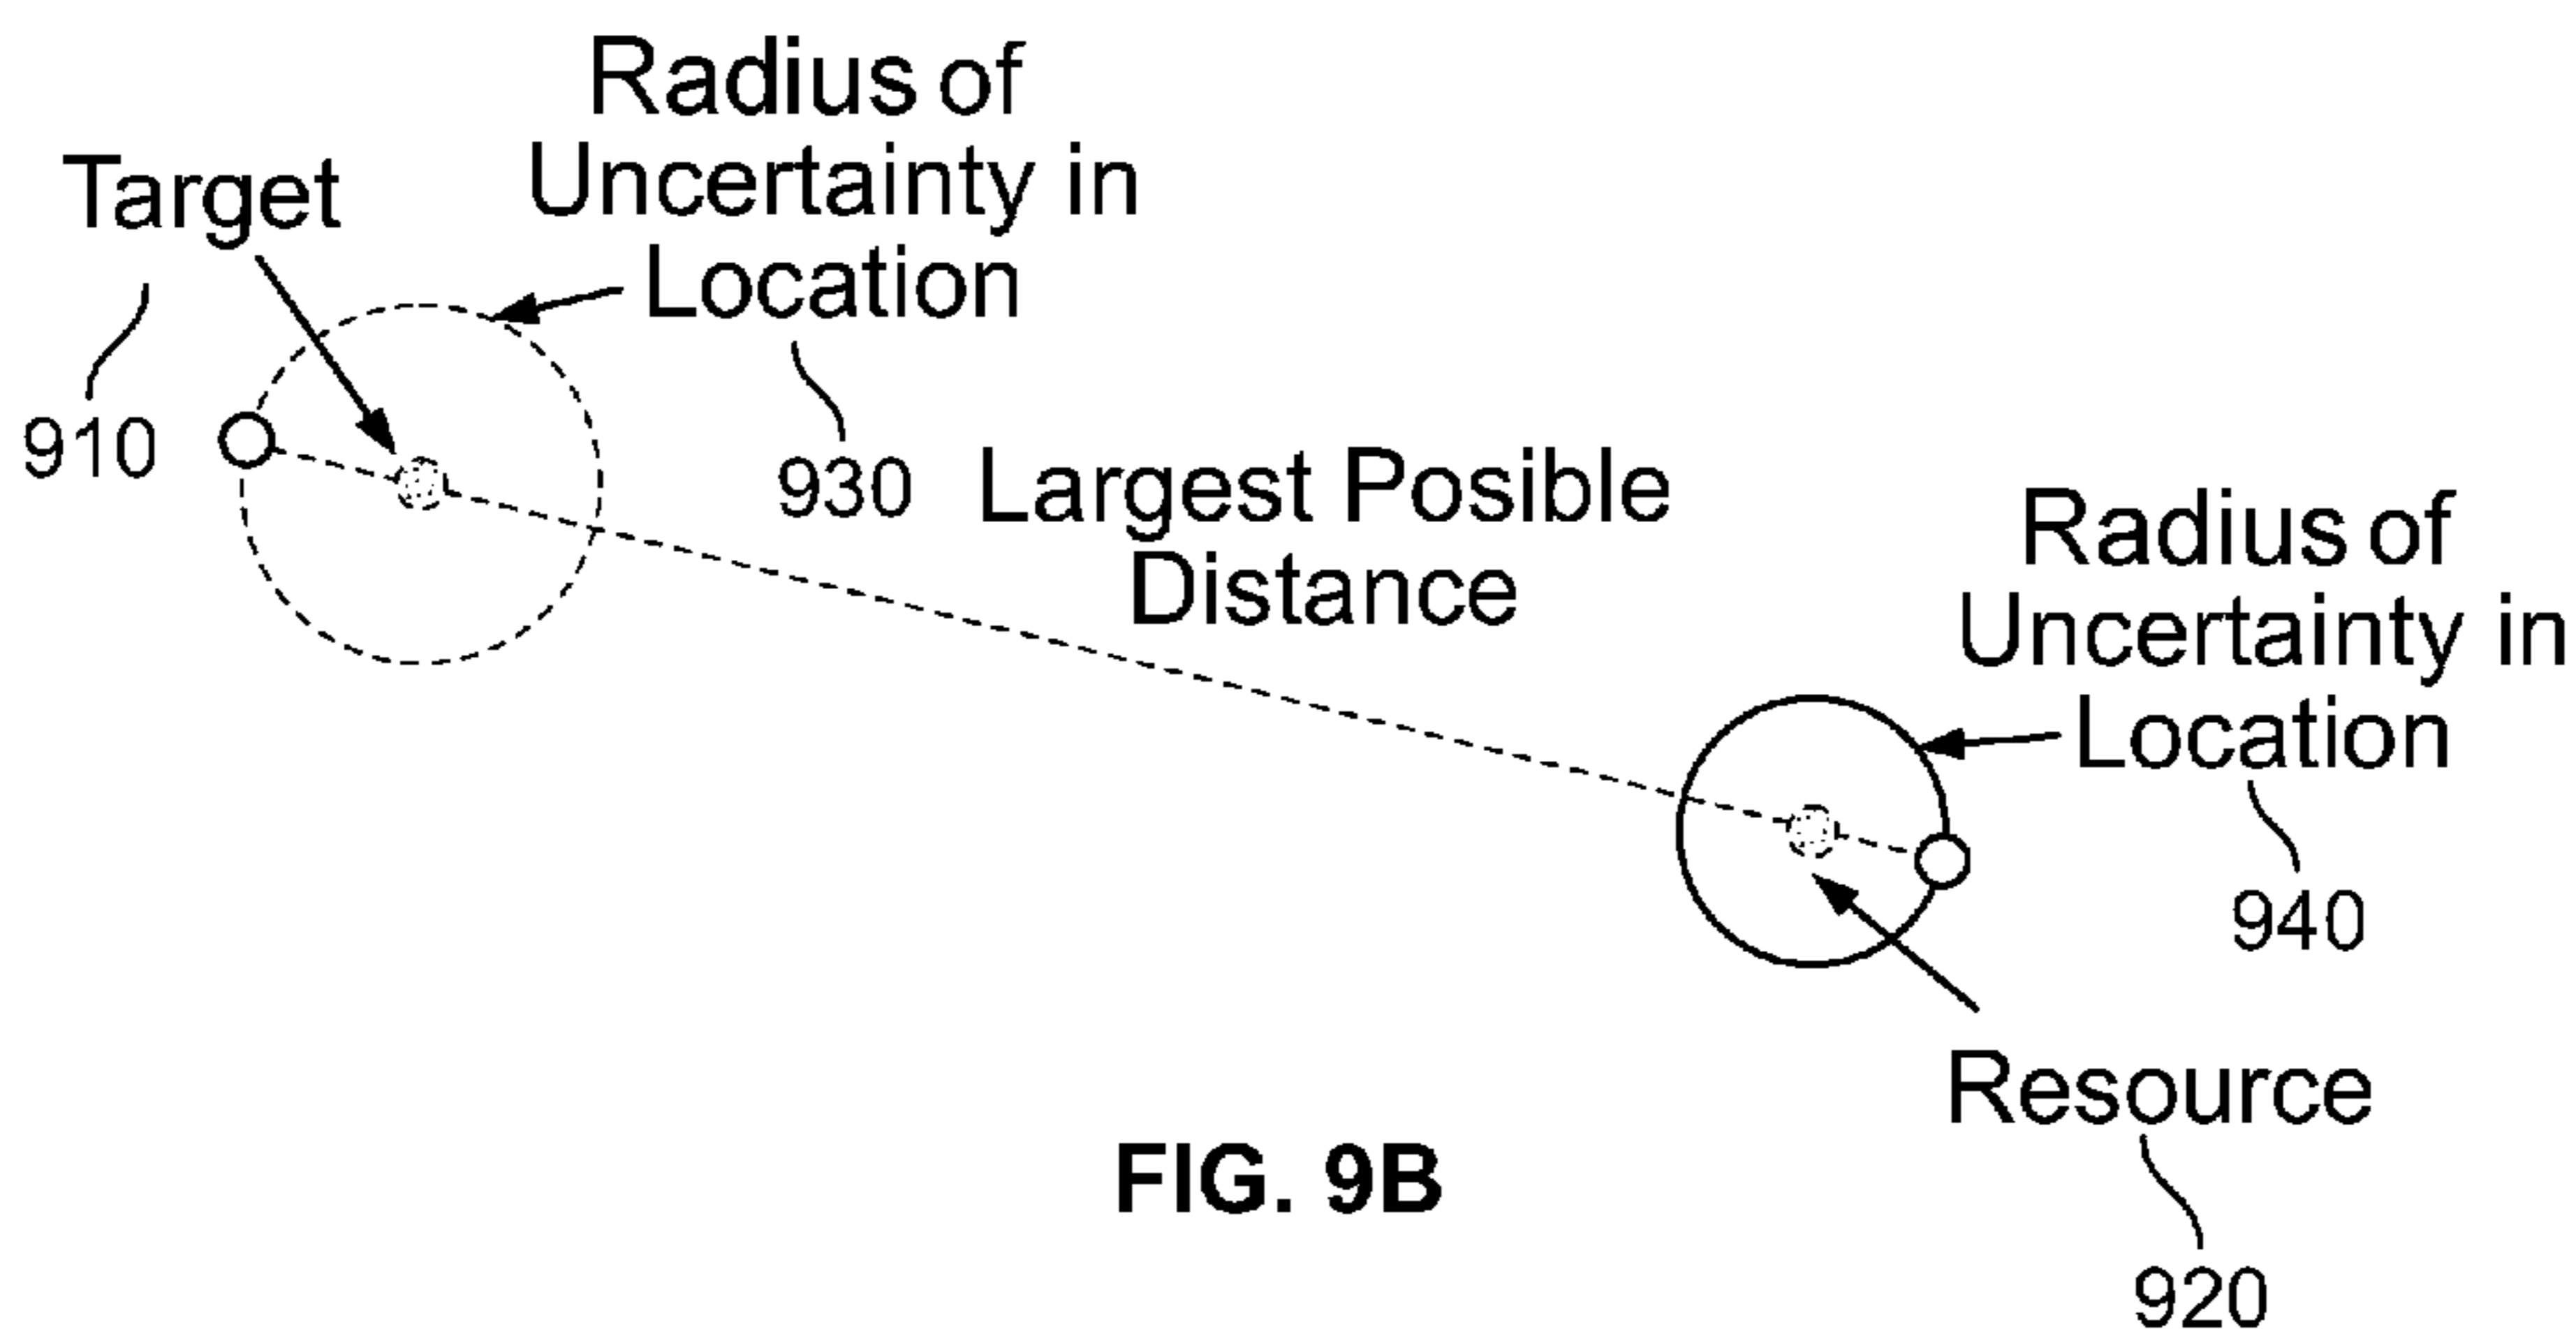 Target
910
Radius of
Uncertainty in
Location
930
Largest Posible
Distance
Radius of
Uncertainty in
Location
940
Resource
920
FIG. 9B